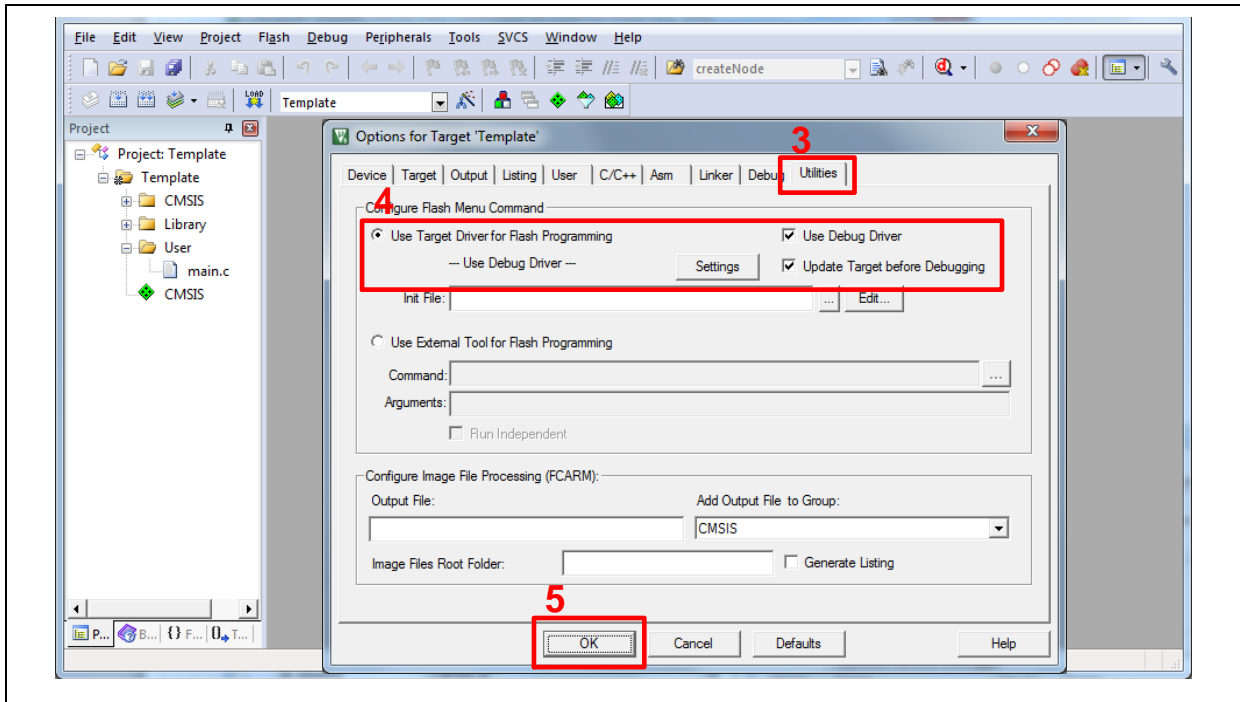 File Edit View Project Flash Debug Peripherals Tools SVCS Window Help
createNode
LOAD
Template
Project
Project: Template
Template
CMSIS
Library
User
main.c
CMSIS
P... B... {} F... 0 T...
Options for Target 'Template'
3
Device Target Output Listing User C/C++ Asm Linker Debug Utilities
4
Configure Flash Menu Command
Use Target Driver for Flash Programming Use Debug Driver
--- Use Debug Driver --- Settings Update Target before Debugging
Init File: ... Edit...
Use External Tool for Flash Programming
Command: ...
Arguments:
Run Independent
Configure Image File Processing (FCARM):
Output File: Add Output File to Group:
CMSIS
Image Files Root Folder: Generate Listing
5
OK Cancel Defaults Help